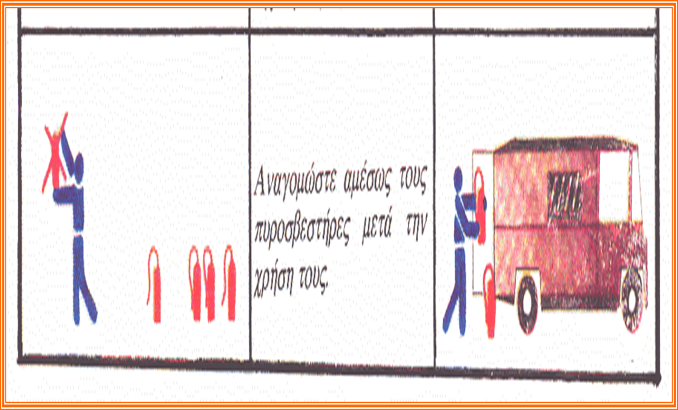 Αναγομώστε αμέσως τους
πυροσβεστήρες μετά την
χρήση τους.